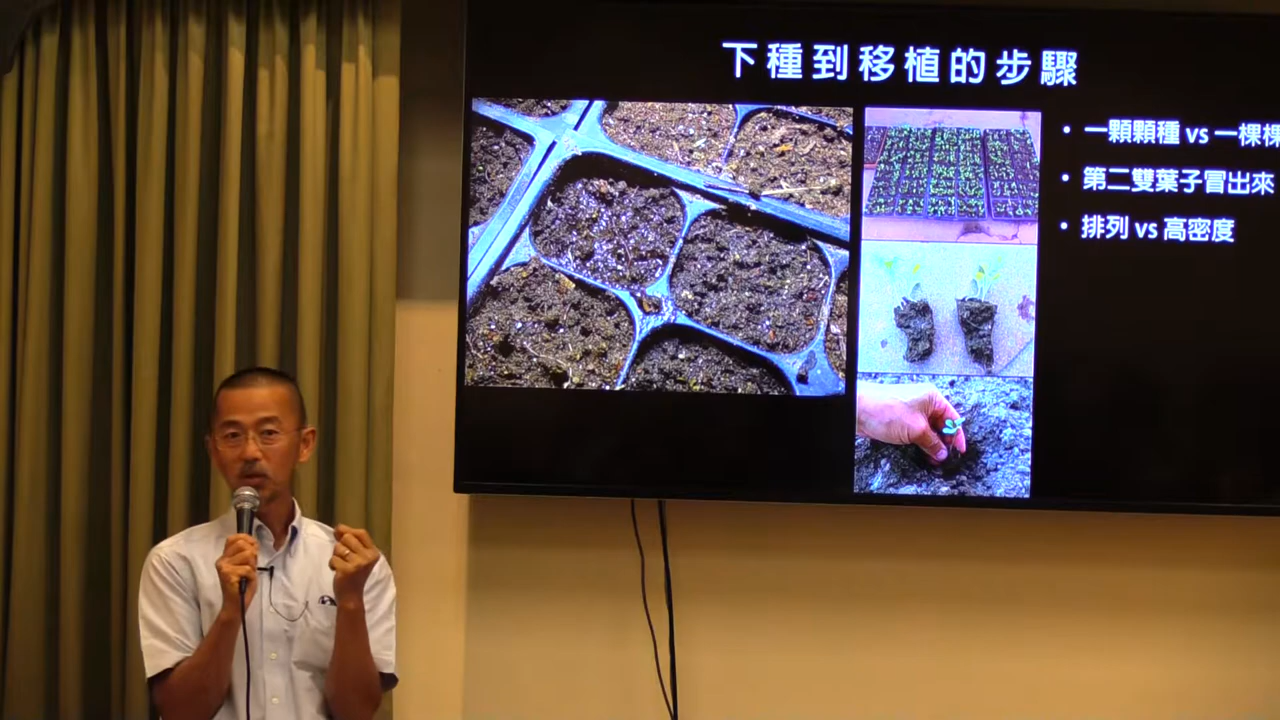 下種到移植的步驟
• 一顆顆種 vs 一棵棵
• 第二雙葉子冒出來
• 排列 vs 高密度